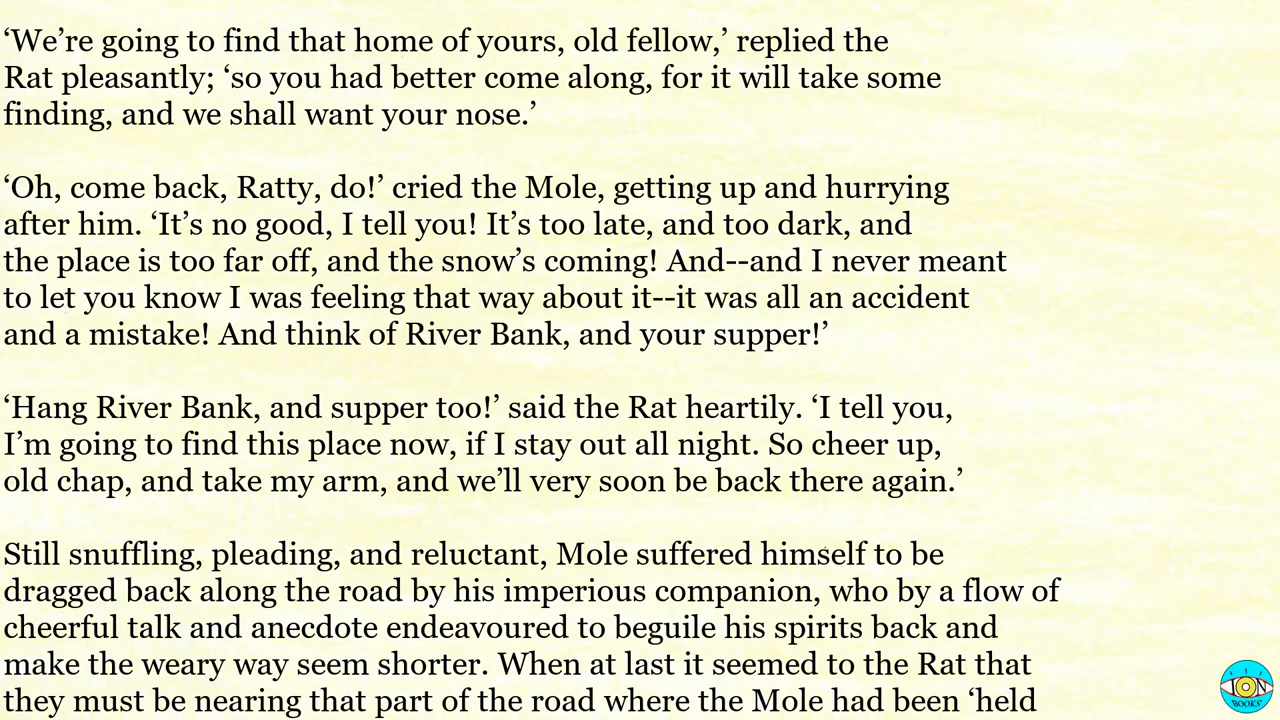 ‘We’re going to find that home of yours, old fellow,’ replied the
Rat pleasantly; ‘so you had better come along, for it will take some
finding, and we shall want your nose.’
‘Oh, come back, Ratty, do!’ cried the Mole, getting up and hurrying
after him. ‘It’s no good, I tell you! It’s too late, and too dark, and
the place is too far off, and the snow’s coming! And--and I never meant
to let you know I was feeling that way about it--it was all an accident
and a mistake! And think of River Bank, and your supper!’
‘Hang River Bank, and supper too!’ said the Rat heartily. ‘I tell you,
I’m going to find this place now, if I stay out all night. So cheer up,
old chap, and take my arm, and we’ll very soon be back there again.’
Still snuffling, pleading, and reluctant, Mole suffered himself to be
dragged back along the road by his imperious companion, who by a flow of
cheerful talk and anecdote endeavoured to beguile his spirits back and
make the weary way seem shorter. When at last it seemed to the Rat that
they must be nearing that part of the road where the Mole had been ‘held
ION
BOOKS